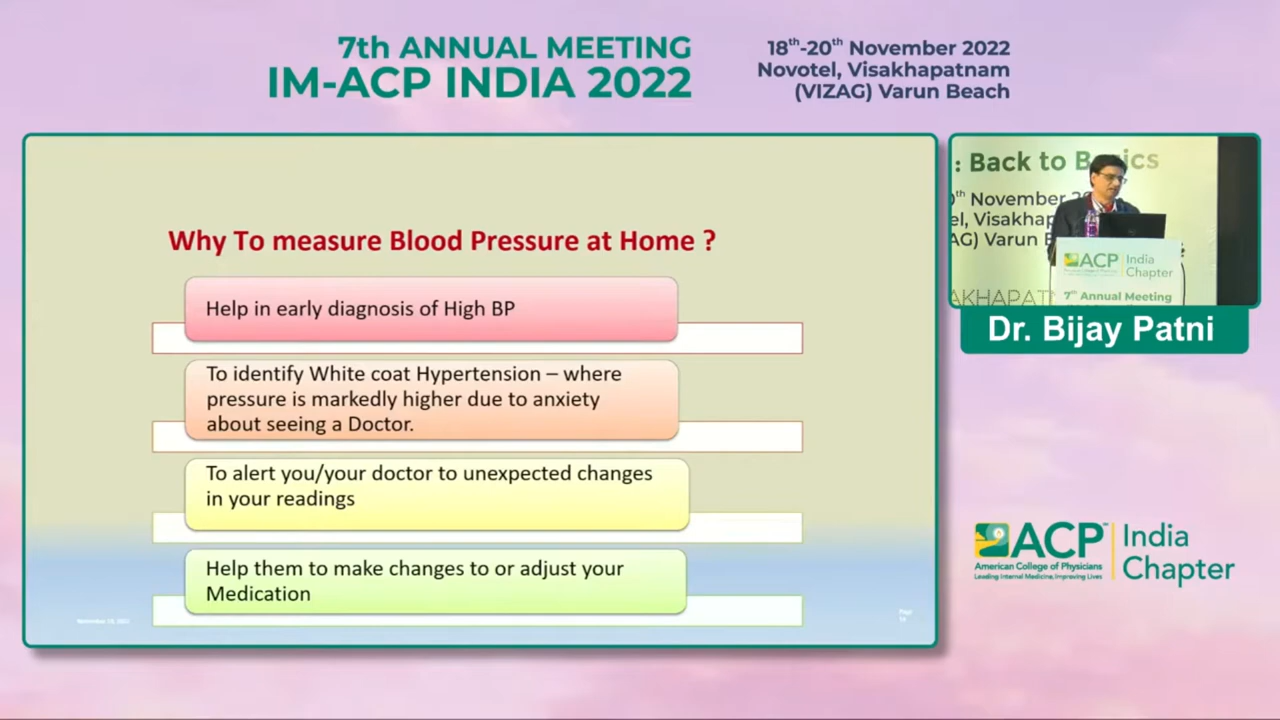 7th ANNUAL MEETING
IM-ACP INDIA 2022
18th-20th November 2022
Novotel, Visakhapatnam
(VIZAG) Varun Beach
Why To measure Blood Pressure at Home ?
Help in early diagnosis of High BP
To identify White coat Hypertension – where
pressure is markedly higher due to anxiety
about seeing a Doctor.
To alert you/your doctor to unexpected changes
in your readings
Help them to make changes to or adjust your
Medication
Page
: Back to
November
Varun
ACP India
Chapter
7th Annual Meeting
Dr. Bijay Patni
ACP India
Chapter
American College of Physicians
Leading Internal Medicine, Improving Lives